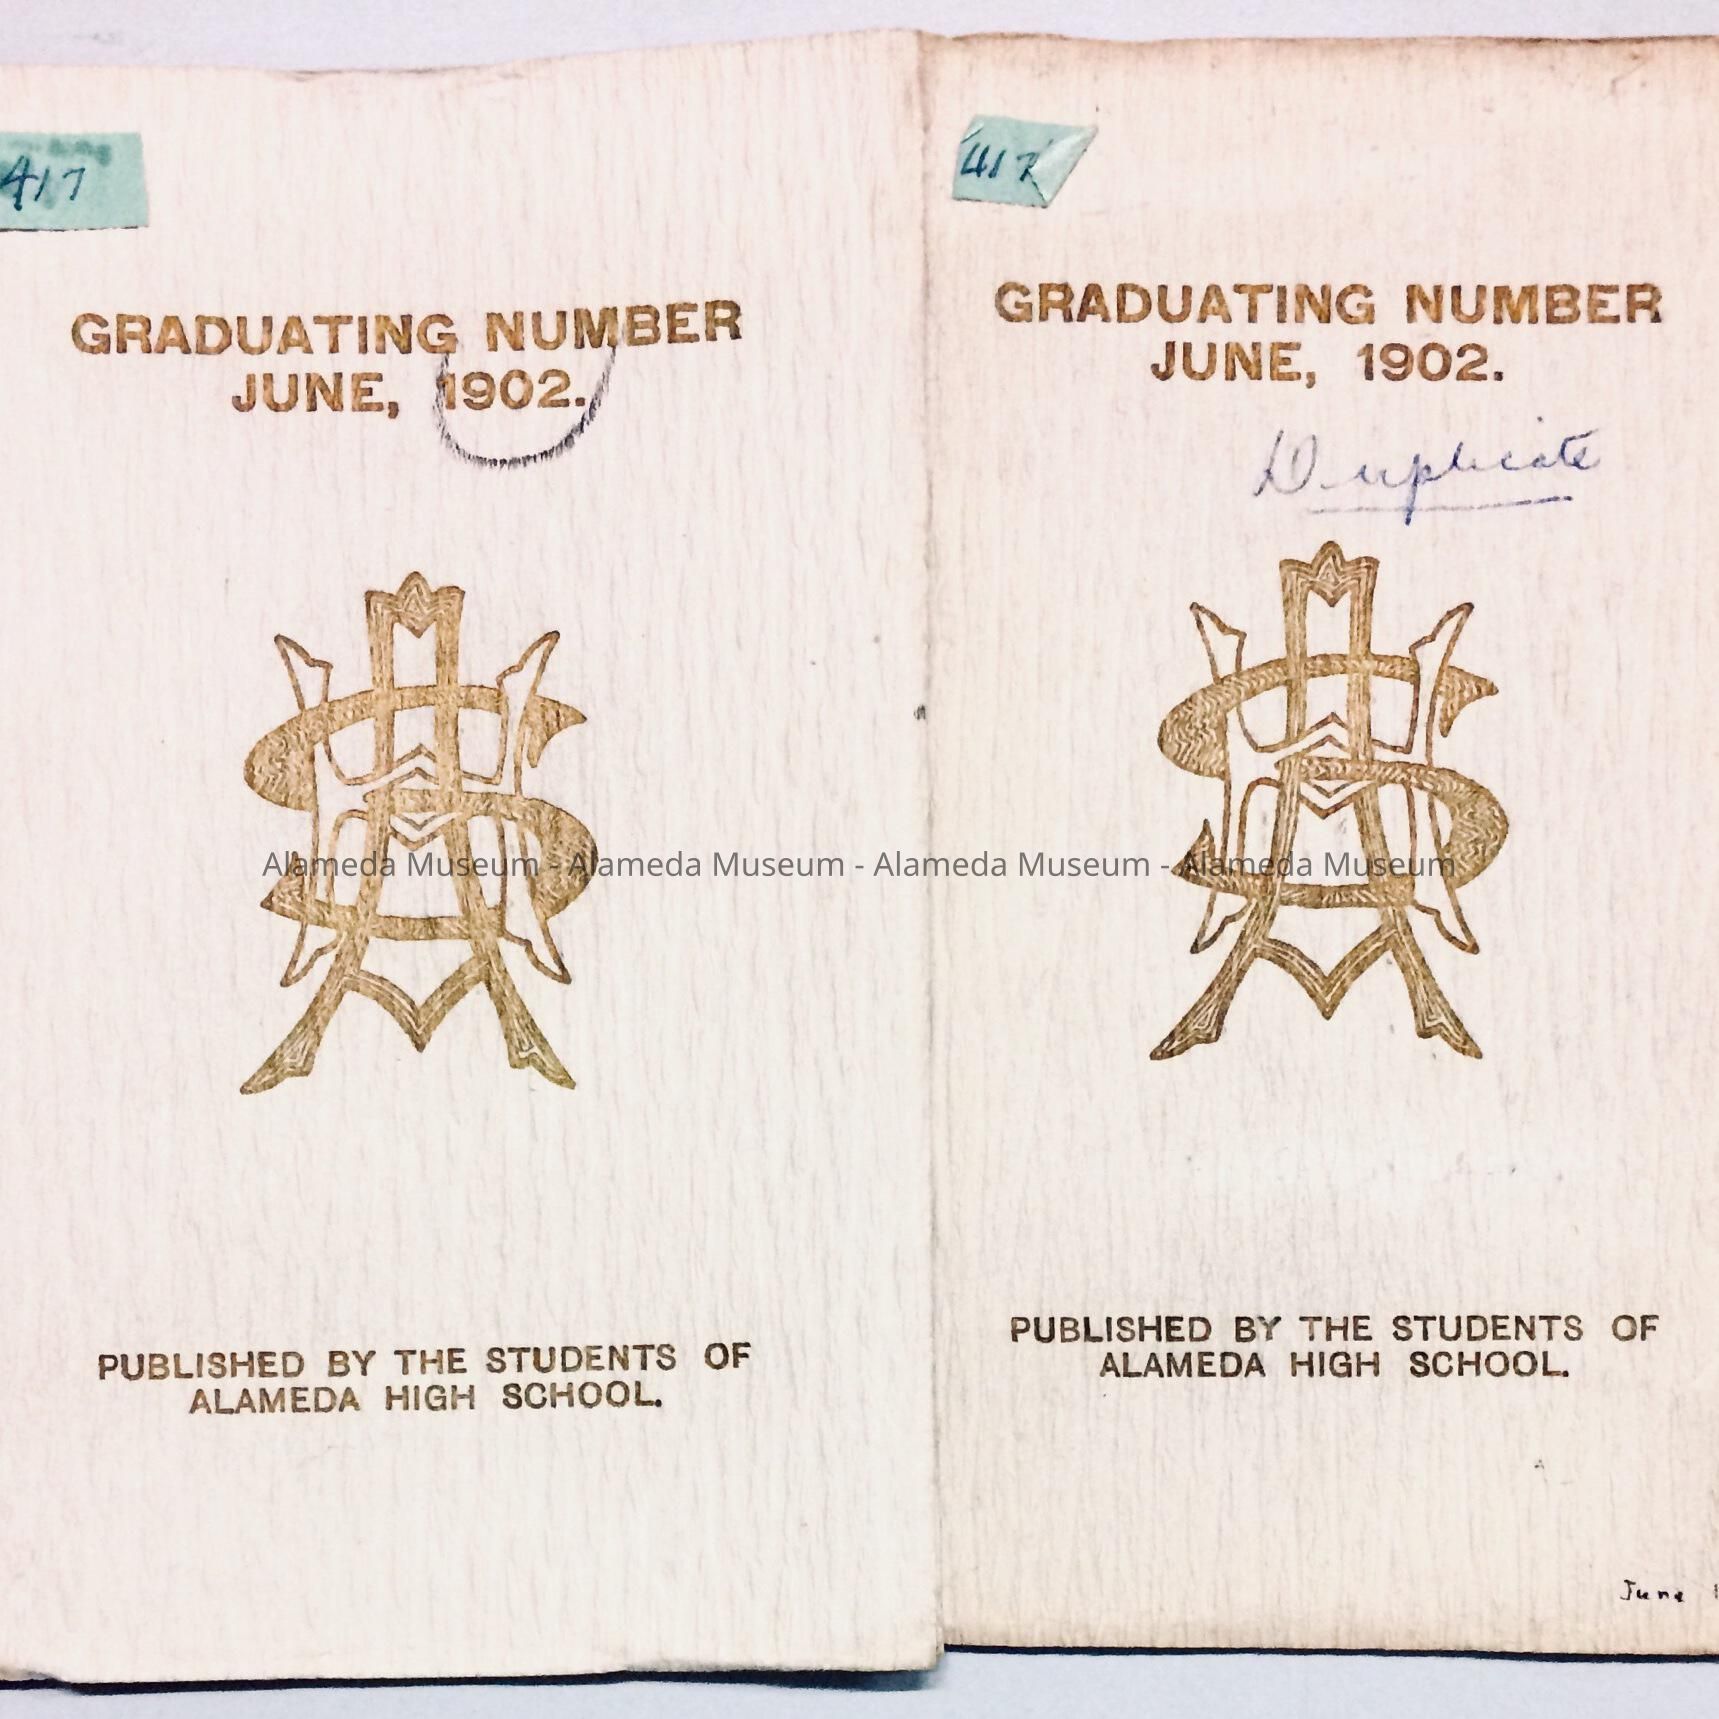 417
GRADUATING NUMBER
JUNE, 1902.
Alameda Museum - Alameda Museum - Alameda Museum - Alameda Museum
PUBLISHED BY THE STUDENTS OF
ALAMEDA HIGH SCHOOL.
417
GRADUATING NUMBER
JUNE, 1902.
Duplicate
PUBLISHED BY THE STUDENTS OF
ALAMEDA HIGH SCHOOL.
June